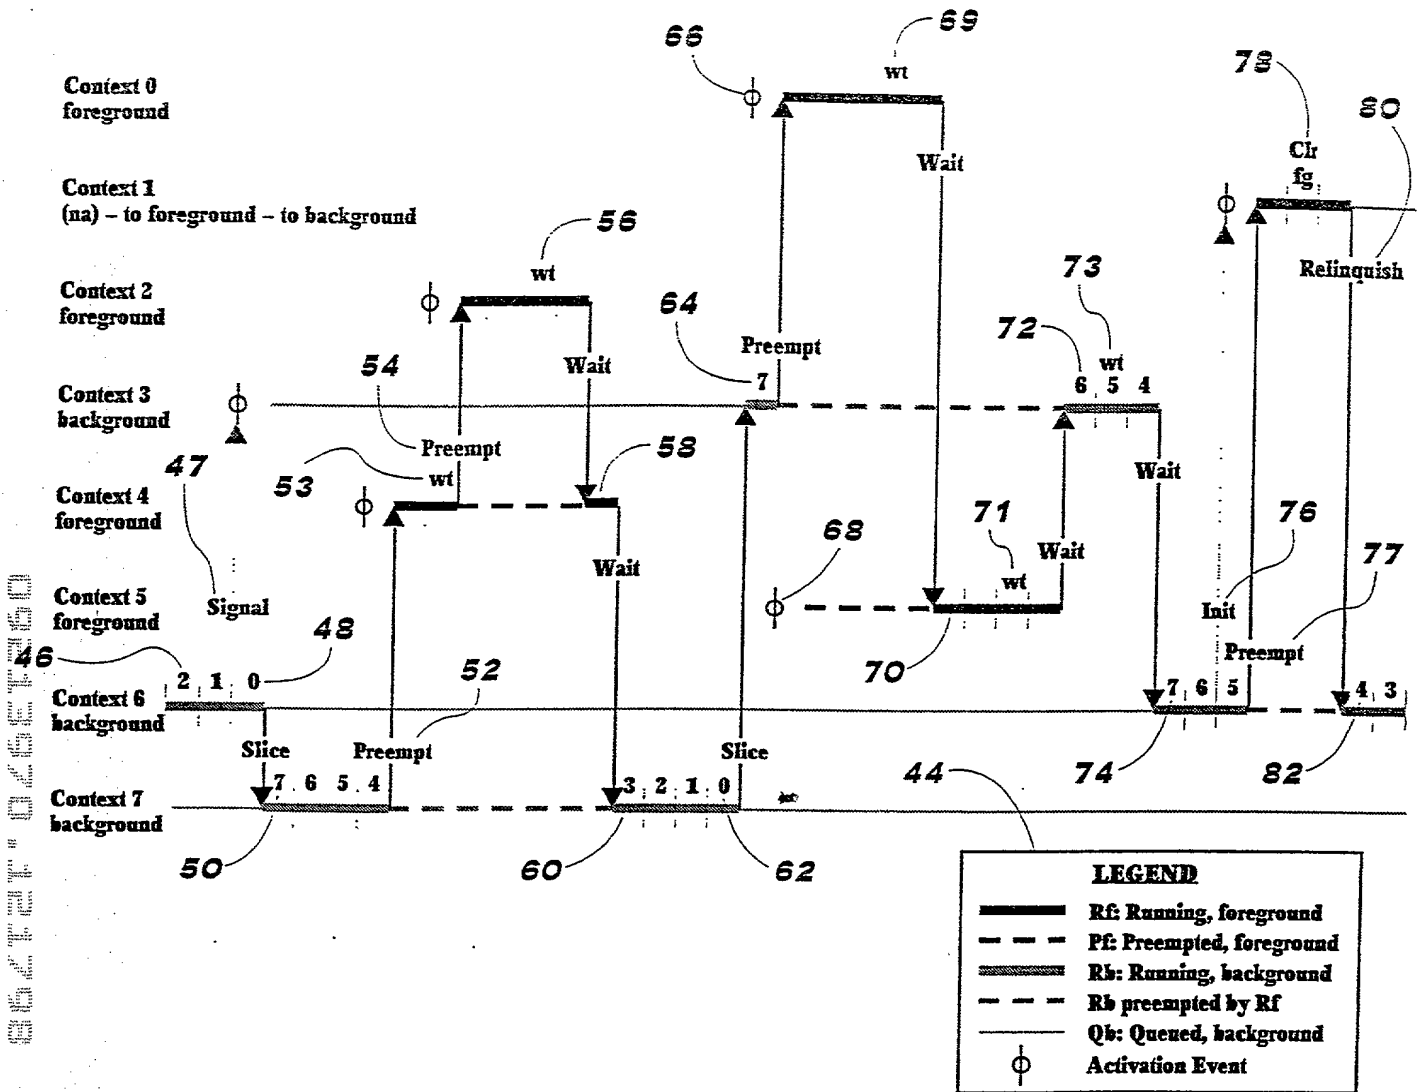 69
66
wt
78
Context 0
foreground
80
Clr
fg
Wait
Context 1
(na) – to foreground – to background
56
wt
73
Relinquish
Context 2
foreground
64
72
Preempt
wt
54
Wait
7
6 5 4
Context 3
background
Preempt
58
47
53
wt
Wait
Context 4
foreground
71
76
68
77
Wait
Wait
wt
Context 5
foreground
Signal
Init
48
46
70
Preempt
52
2 1 0
7 6 5
4 3
Context 6
background
Slice
Preempt
Slice
44
74
82
7 6 5 4
3 2 1 0
Context 7
background
50
60
62
LEGEND
Rf: Running, foreground
Pf: Preempted, foreground
Rb: Running, background
Rb preempted by Rf
Qb: Queued, background
Activation Event